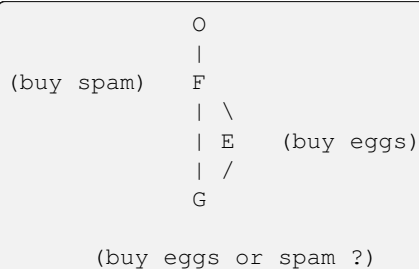 O
|
(buy spam) F
| \
| E (buy eggs)
| /
G
(buy eggs or spam ?)